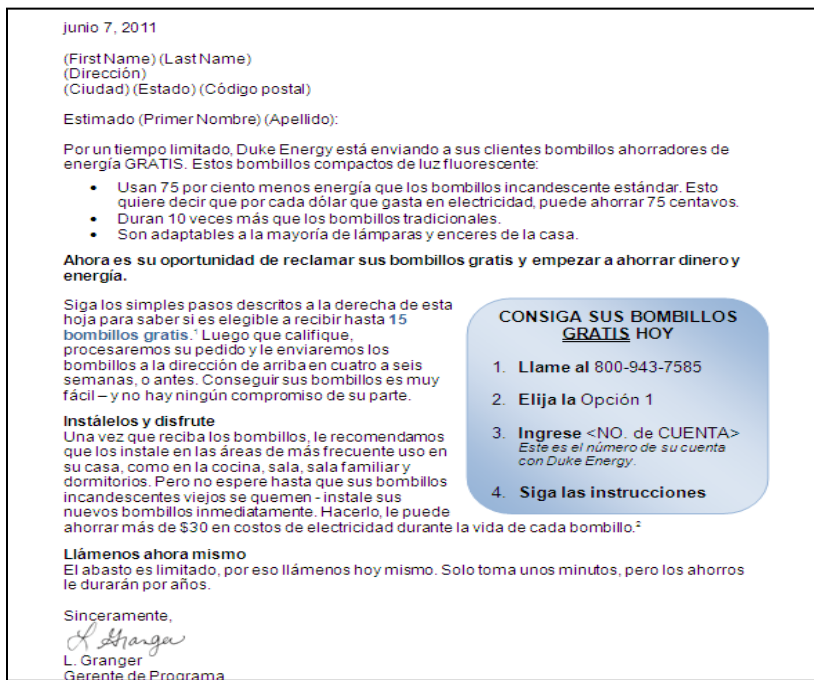 junio 7, 2011
(First Name) (Last Name)
(Dirección)
(Ciudad) (Estado) (Código postal)
Estimado (Primer Nombre) (Apellido):
Por un tiempo limitado, Duke Energy está enviando a sus clientes bombillos ahorradores de
energía GRATIS. Estos bombillos compactos de luz fluorescente:
• Usan 75 por ciento menos energía que los bombillos incandescente estándar. Esto
quiere decir que por cada dólar que gasta en electricidad, puede ahorrar 75 centavos.
• Duran 10 veces más que los bombillos tradicionales.
• Son adaptables a la mayoría de lámparas y enceres de la casa.
Ahora es su oportunidad de reclamar sus bombillos gratis y empezar a ahorrar dinero y
energía.
Siga los simples pasos descritos a la derecha de esta
hoja para saber si es elegible a recibir hasta 15
bombillos gratis.¹ Luego que califique,
procesaremos su pedido y le enviaremos los
bombillos a la dirección de arriba en cuatro a seis
semanas, o antes. Conseguir sus bombillos es muy
fácil – y no hay ningún compromiso de su parte.
Instálelos y disfrute
Una vez que reciba los bombillos, le recomendamos
que los instale en las áreas de más frecuente uso en
su casa, como en la cocina, sala, sala familiar y
dormitorios. Pero no espere hasta que sus bombillos
incandescentes viejos se quemen - instale sus
nuevos bombillos inmediatamente. Hacerlo, le puede
ahorrar más de $30 en costos de electricidad durante la vida de cada bombillo.²
CONSIGA SUS BOMBILLOS
GRATIS HOY
1. Llame al 800-943-7585
2. Elija la Opción 1
3. Ingrese <NO. de CUENTA>
Este es el número de su cuenta
con Duke Energy.
4. Siga las instrucciones
Llámenos ahora mismo
El abasto es limitado, por eso llámenos hoy mismo. Solo toma unos minutos, pero los ahorros
le durarán por años.
Sinceramente,
L Granger
L. Granger
Gerente de Programa